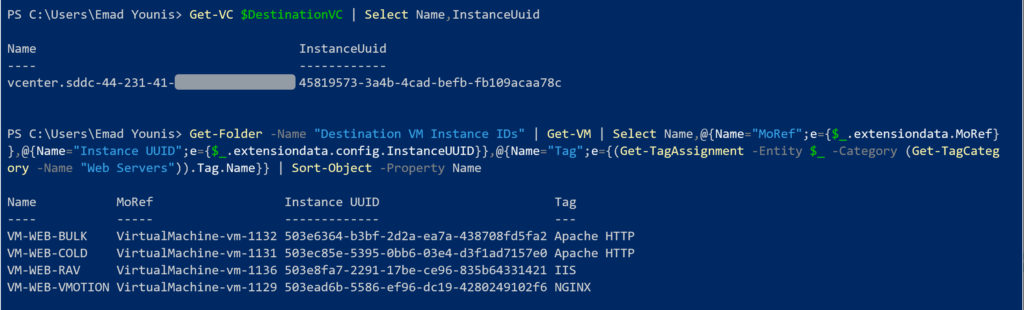 PS C:\Users\Emad Younis> Get-VC $DestinationVC | Select Name,InstanceUuid
Name InstanceUuid
---- ------------
vcenter.sddc-44-231-41- 45819573-3a4b-4cad-befb-fb109acaa78c
PS C:\Users\Emad Younis> Get-Folder -Name "Destination VM Instance IDs" | Get-VM | Select Name,@{Name="MoRef";e={$_.extensiondata.MoRef}
},@{Name="Instance UUID";e={$_.extensiondata.config.InstanceUUID}},@{Name="Tag";e={(Get-TagAssignment -Entity $_ -Category (Get-TagCateg
ory -Name "Web Servers")).Tag.Name}} | Sort-Object -Property Name
Name MoRef Instance UUID Tag
---- ----- ------------- ---
VM-WEB-BULK VirtualMachine-vm-1132 503e6364-b3bf-2d2a-ea7a-438708fd5fa2 Apache HTTP
VM-WEB-COLD VirtualMachine-vm-1131 503ec85e-5395-0bb6-03e4-d3f1ad7157e0 Apache HTTP
VM-WEB-RAV VirtualMachine-vm-1136 503e8fa7-2291-17be-ce96-835b64331421 IIS
VM-WEB-VMOTION VirtualMachine-vm-1129 503ead6b-5586-ef96-dc19-4280249102f6 NGINX